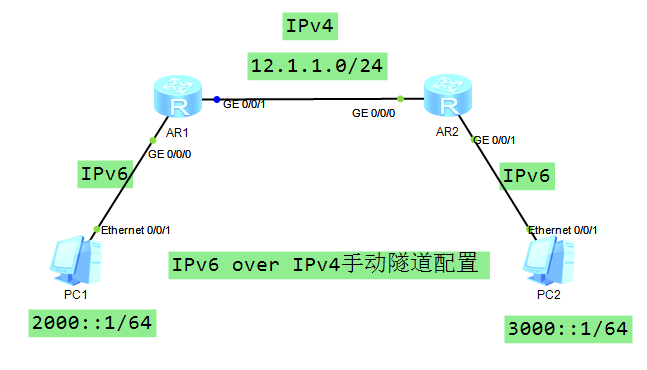 IPv4
12.1.1.0/24
R
R
GE 0/0/1
GE 0/0/0
AR1
AR2
GE 0/0/0
GE 0/0/1
IPv6
IPv6
Ethernet 0/0/1
Ethernet 0/0/1
IPv6 over IPv4手动隧道配置
PC1
PC2
2000::1/64
3000::1/64